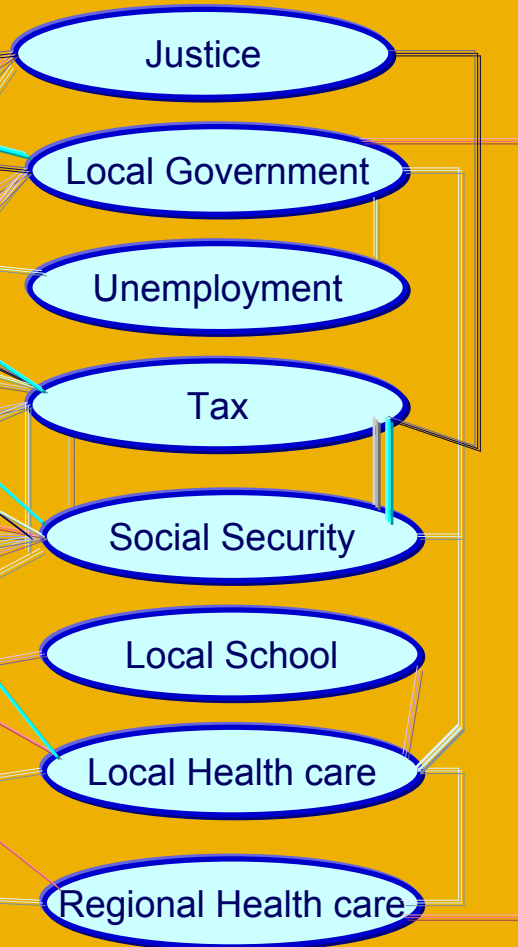 Justice
Local Government
Unemployment
Tax
Social Security
Local School
Local Health care
Regional Health care